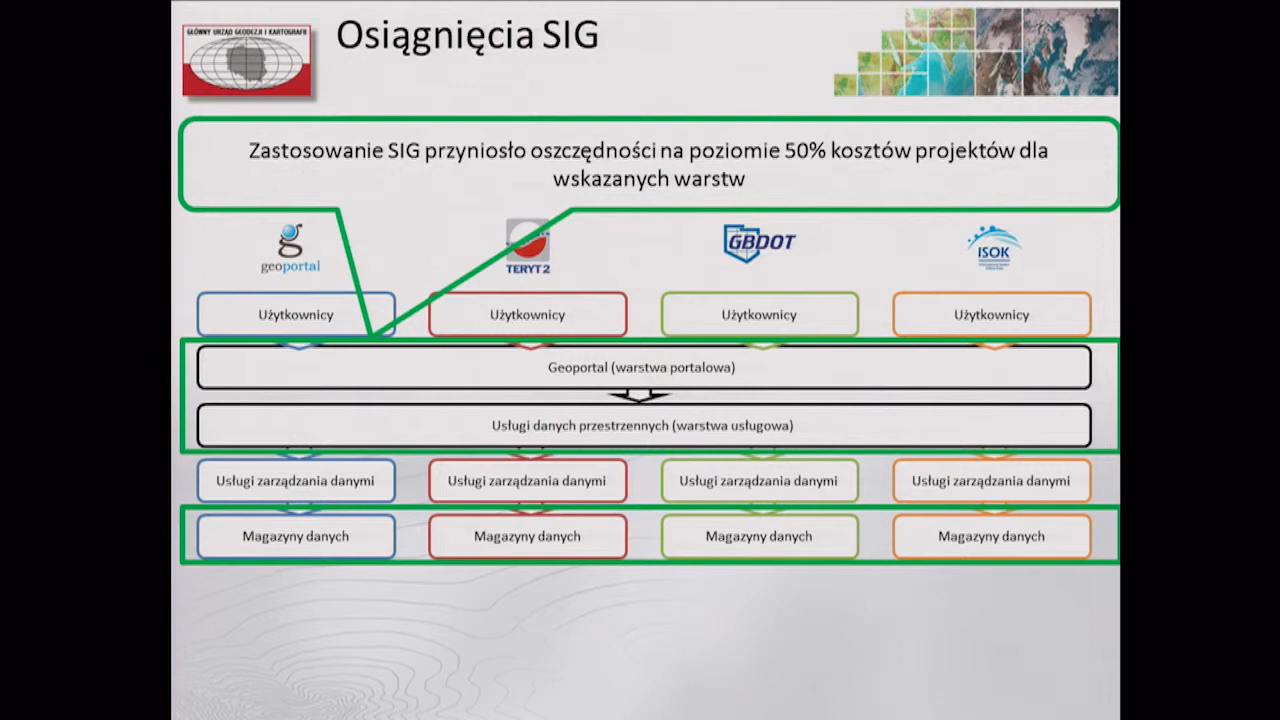 GŁÓWNY URZĄD GEODEZJI I KARTOGRAFII
Osiągnięcia SIG
Zastosowanie SIG przyniosło oszczędności na poziomie 50% kosztów projektów dla
wskazanych warstw
geoportal
TERYT 2
GBDOT
ISOK
Użytkownicy
Użytkownicy
Użytkownicy
Użytkownicy
Geoportal (warstwa portalowa)
Usługi danych przestrzennych (warstwa usługowa)
Usługi zarządzania danymi
Usługi zarządzania danymi
Usługi zarządzania danymi
Usługi zarządzania danymi
Magazyny danych
Magazyny danych
Magazyny danych
Magazyny danych